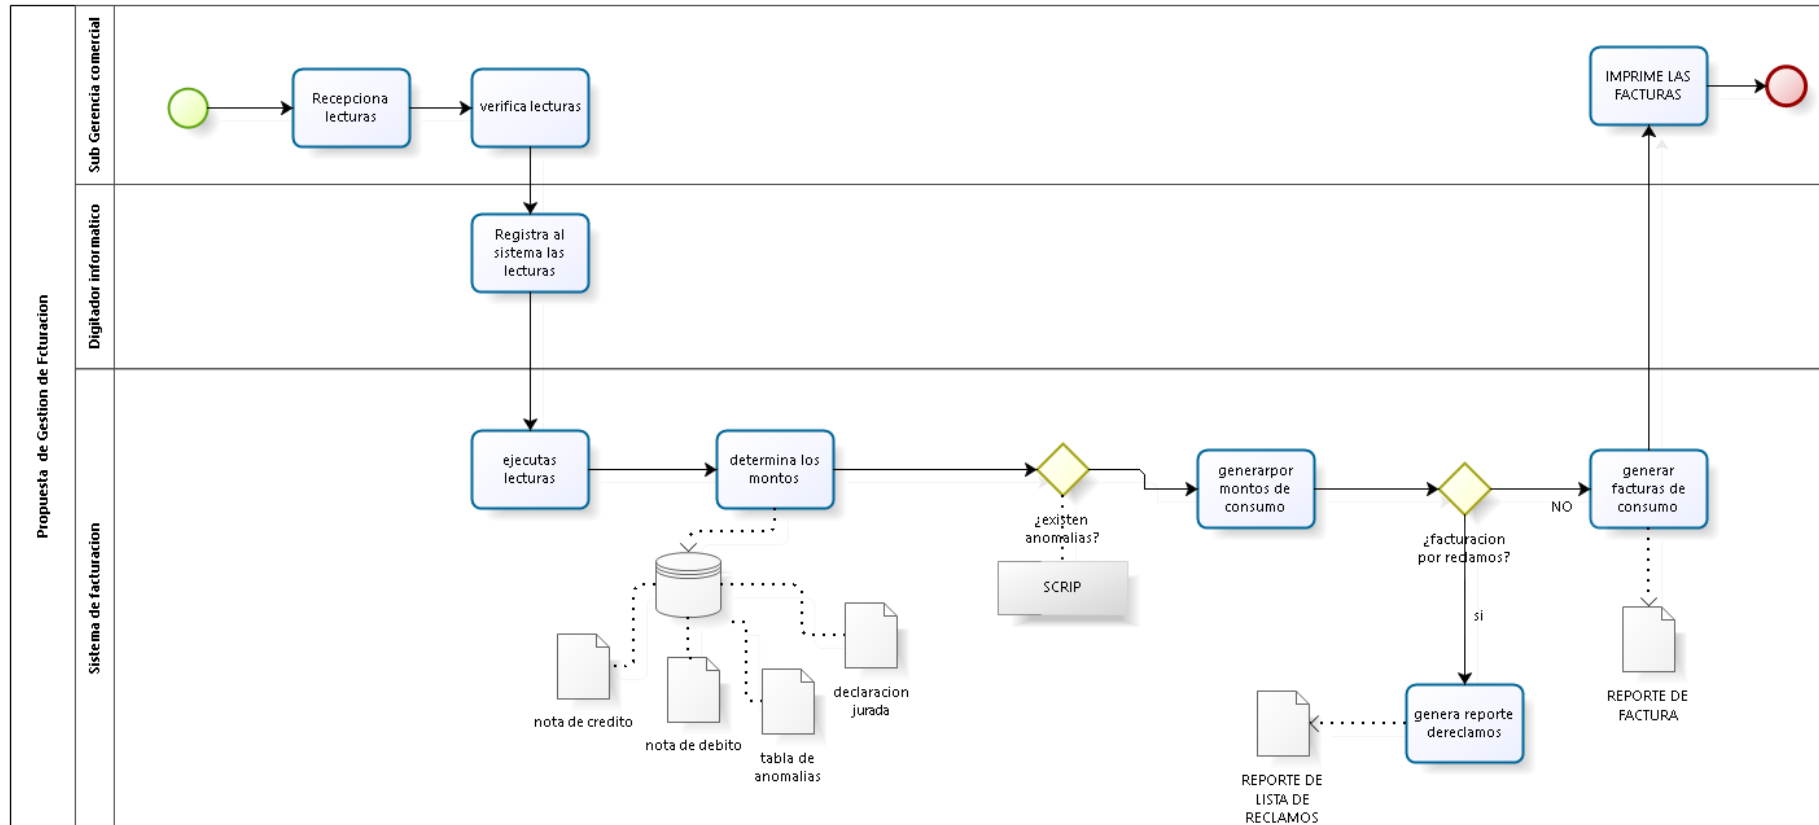 Propuesta de Gestion de Fcturacion
Sub Gerencia comercial
Recepciona
lecturas
verifica lecturas
IMPRIME LAS
FACTURAS
Digitador informatico
Registra al
sistema las
lecturas
Sistema de facturacion
ejecutas
lecturas
determina los
montos
¿existen
anomalias?
SCRIP
generarpor
montos de
consumo
¿facturacion
por reclamos?
NO
si
generar
facturas de
consumo
nota de credito
nota de debito
tabla de
anomalias
declaracion
jurada
genera reporte
dereclamos
REPORTE DE
LISTA DE
RECLAMOS
REPORTE DE
FACTURA